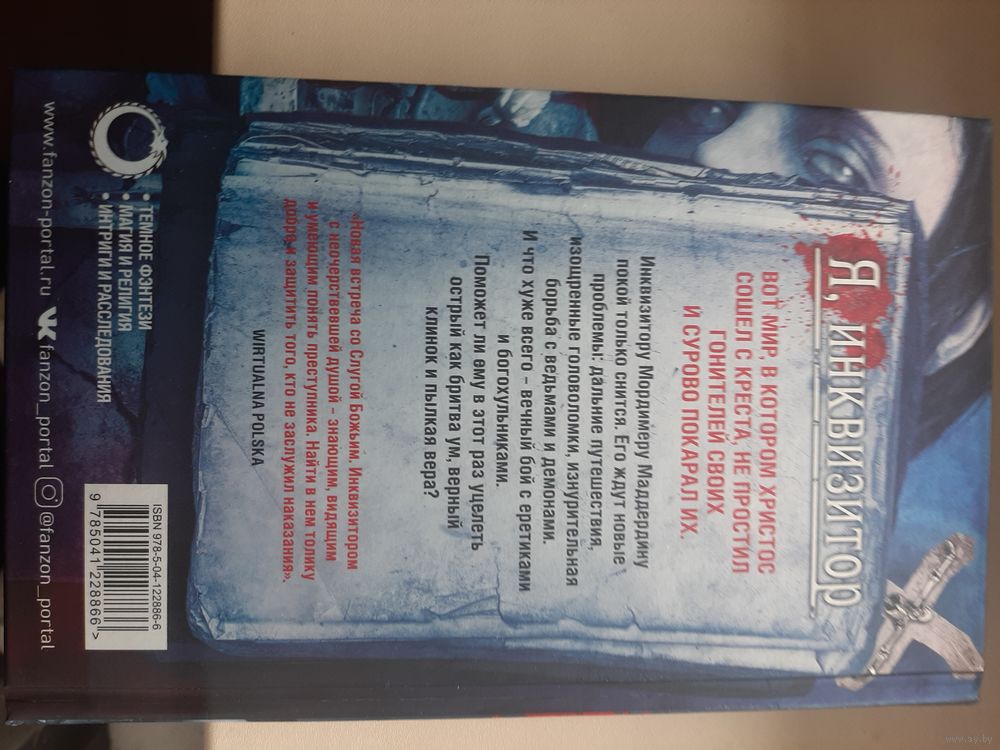 Я, ИНКВИЗИТОР
ВОТ МИР, В КОТОРОМ ХРИСТОС
СОШЕЛ С КРЕСТА, НЕ ПРОСТИЛ
ГОНИТЕЛЕЙ СВОИХ
И СУРОВО ПОКАРАЛ ИХ.
Инквизитору Мордимеру Маддердину
покой только снится. Его ждут новые
проблемы: дальние путешествия,
изощренные головоломки, изнурительная
борьба с ведьмами и демонами.
И что хуже всего – вечный бой с еретиками
и богохульниками.
Поможет ли ему в этот раз уцелеть
острый как бритва ум, верный
клинок и пылкая вера?
«Новая встреча со Слугой Божьим. Инквизитором
с неочерствевшей душой – знающим, видящим
и умеющим понять преступника. Найти в нем толику
добра и защитить того, кто не заслужил наказания».
WIRTUALNA POLSKA
• ТЕМНОЕ ФЭНТЕЗИ
• МАГИЯ И РЕЛИГИЯ
• ИНТРИГИ И РАССЛЕДОВАНИЯ
ISBN 978-5-04-122886-6
9 785041 228866 >
www.fanzon-portal.ru fanzon_portal @fanzon_portal
www.ay.by